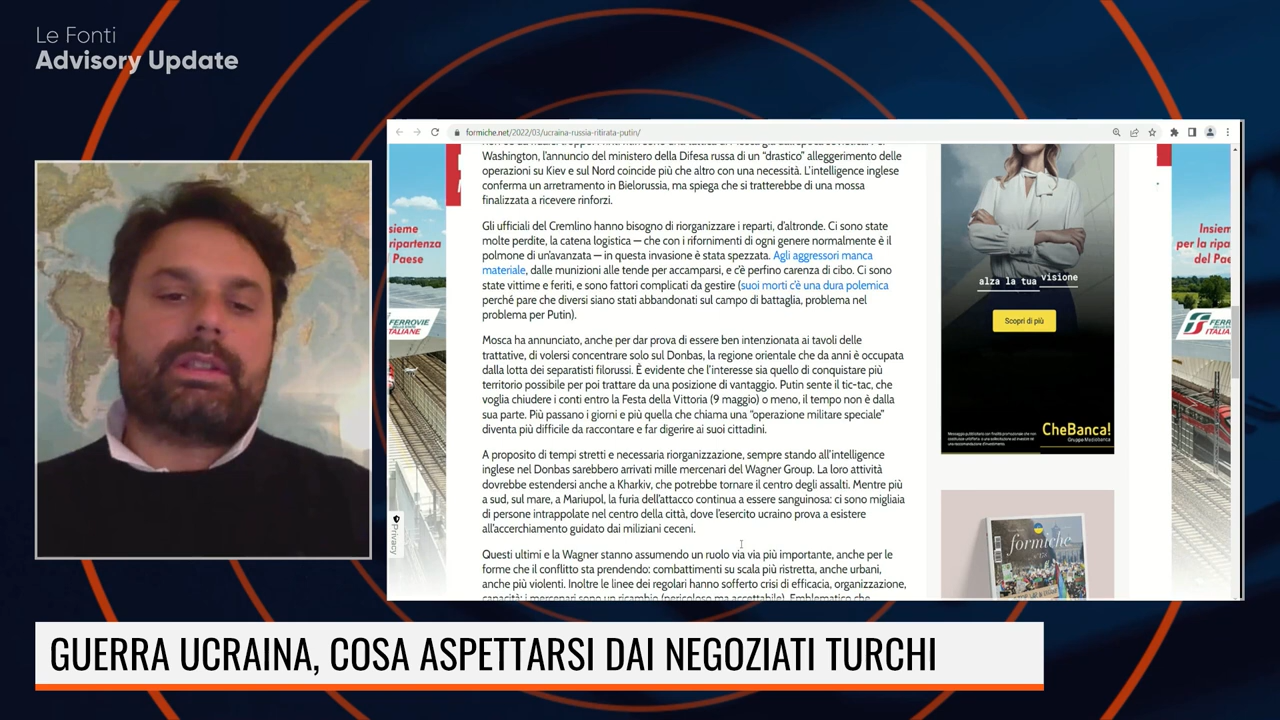 Le Fonti
Advisory Update
formiche.net/2022/03/ucraina-russia-ritirata-putin/
Washington, l'annuncio del ministero della Difesa russa di un "drastico" alleggerimento delle
operazioni su Kiev e sul Nord coincide più che altro con una necessità. L'intelligence inglese
conferma un arretramento in Bielorussia, ma spiega che si tratterebbe di una mossa
finalizzata a ricevere rinforzi.
Gli ufficiali del Cremlino hanno bisogno di riorganizzare i reparti, d'altronde. Ci sono state
molte perdite, la catena logistica — che con i rifornimenti di ogni genere normalmente è il
polmone di un'avanzata — in questa invasione è stata spezzata. Agli aggressori manca
materiale, dalle munizioni alle tende per accamparsi, e c'è perfino carenza di cibo. Ci sono
state vittime e feriti, e sono fattori complicati da gestire (suoi morti c'è una dura polemica
perché pare che diversi siano stati abbandonati sul campo di battaglia, problema nel
problema per Putin).
Mosca ha annunciato, anche per dar prova di essere ben intenzionata ai tavoli delle
trattative, di volersi concentrare solo sul Donbas, la regione orientale che da anni è occupata
dalla lotta dei separatisti filorussi. È evidente che l'interesse sia quello di conquistare più
territorio possibile per poi trattare da una posizione di vantaggio. Putin sente il tic-tac, che
voglia chiudere i conti entro la Festa della Vittoria (9 maggio) o meno, il tempo non è dalla
sua parte. Più passano i giorni e più quella che chiama una "operazione militare speciale"
diventa più difficile da raccontare e far digerire ai suoi cittadini.
A proposito di tempi stretti e necessaria riorganizzazione, sempre stando all'intelligence
inglese nel Donbas sarebbero arrivati mille mercenari del Wagner Group. La loro attività
dovrebbe estendersi anche a Kharkiv, che potrebbe tornare il centro degli assalti. Mentre più
a sud, sul mare, a Mariupol, la furia dell'attacco continua a essere sanguinosa: ci sono migliaia
di persone intrappolate nel centro della città, dove l'esercito ucraino prova a esistere
all'accerchiamento guidato dai miliziani ceceni.
Questi ultimi e la Wagner stanno assumendo un ruolo via via più importante, anche per le
forme che il conflitto sta prendendo: combattimenti su scala più ristretta, anche urbani,
anche più violenti. Inoltre le linee dei regolari hanno sofferto crisi di efficacia, organizzazione,
sieme
ripartenza
Paese
FERROVIE
ITALIANE
Privacy
alza la tua visione
Scopri di più
CheBanca!
Gruppo Mediobanca
formiche
Insiem
per la ripa
del Pae
FERR
ITALIA
GUERRA UCRAINA, COSA ASPETTARSI DAI NEGOZIATI TURCHI